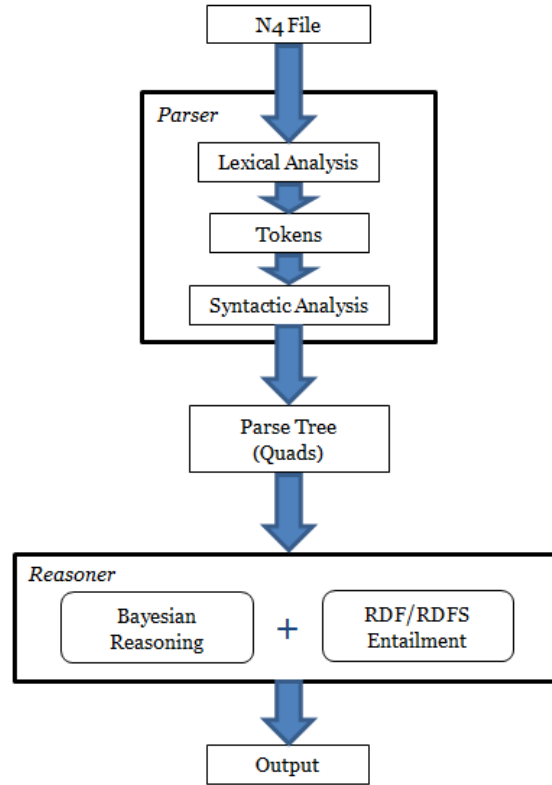 N4 File
Parser
Lexical Analysis
Tokens
Syntactic Analysis
Parse Tree
(Quads)
Reasoner
Bayesian
Reasoning
+
RDF/RDFS
Entailment
Output